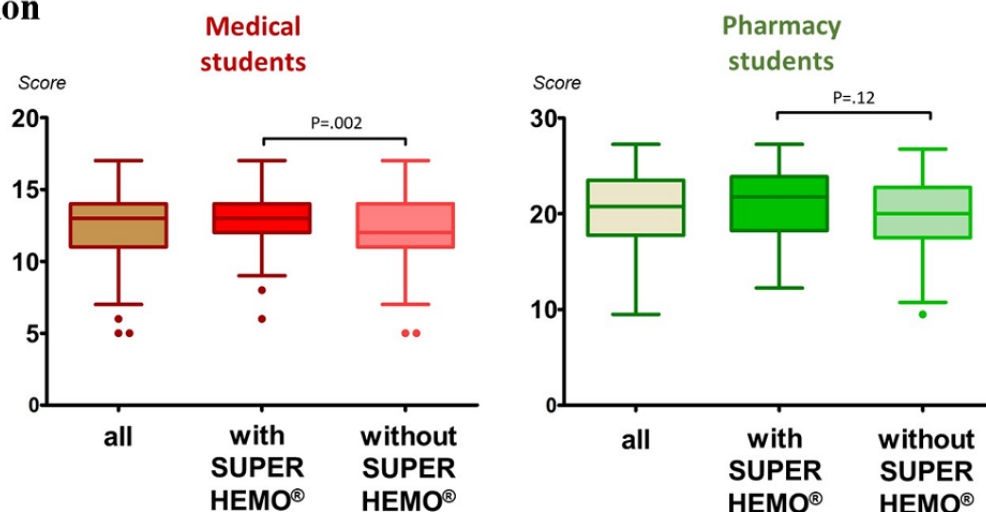 Medical
students
Score
P=.002
20
15
10
5
0
all
with
SUPER
HEMO®
without
SUPER
HEMO®
Pharmacy
students
Score
P=.12
30
20
10
0
all
with
SUPER
HEMO®
without
SUPER
HEMO®